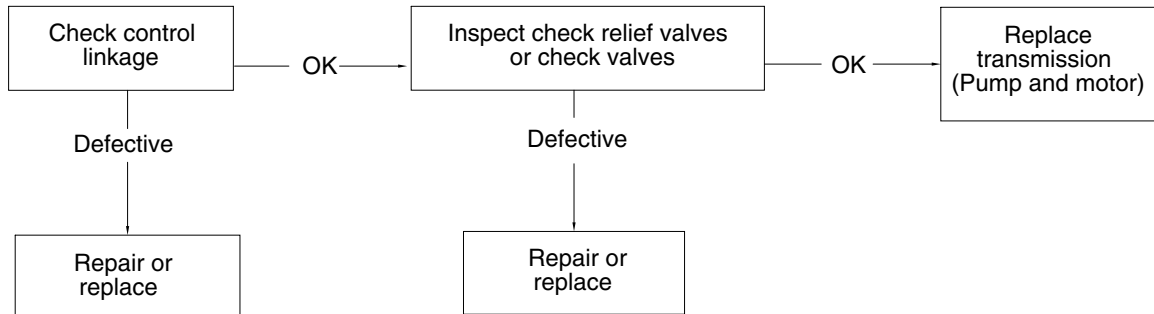 Check control
linkage
OK
Inspect check relief valves
or check valves
OK
Replace
transmission
(Pump and motor)
Defective
Defective
Repair or
replace
Repair or
replace